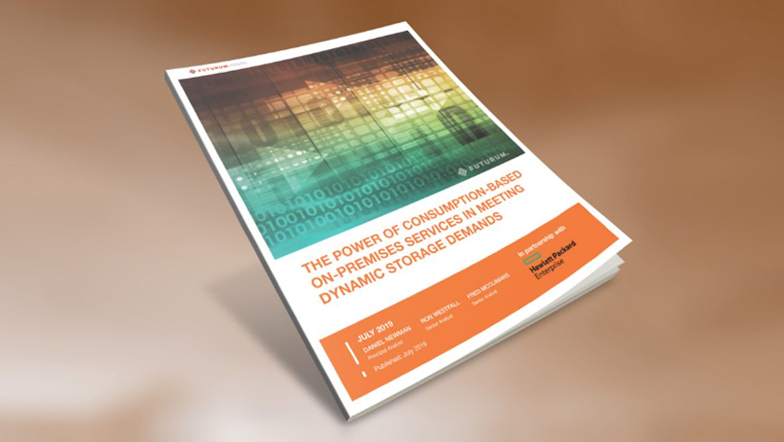 FUTURUM
FUTURUM
THE POWER OF CONSUMPTION-BASED
ON-PREMISES SERVICES IN MEETING
DYNAMIC STORAGE DEMANDS
In partnership with
Hewlett Packard
Enterprise
JULY 2019
DANIEL NEWMAN
Principal Analyst
RON WESTFALL
Senior Analyst
FRED MCCLIMANS
Senior Analyst
Published: July 2019